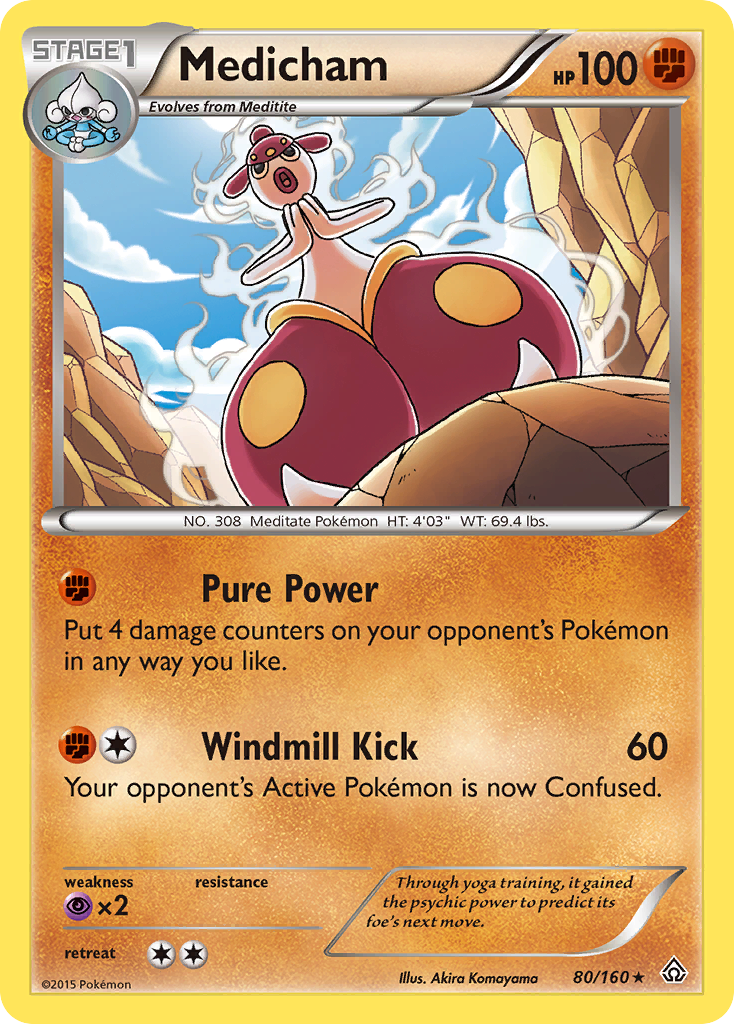 STAGE1
Medicham
HP100
Evolves from Meditite
NO. 308 Meditate Pokémon HT: 4'03" WT: 69.4 lbs.
Pure Power
Put 4 damage counters on your opponent's Pokémon
in any way you like.
Windmill Kick 60
Your opponent's Active Pokémon is now Confused.
weakness resistance
×2
retreat
Through yoga training, it gained
the psychic power to predict its
foe's next move.
©2015 Pokémon
Illus. Akira Komayama
80/160★